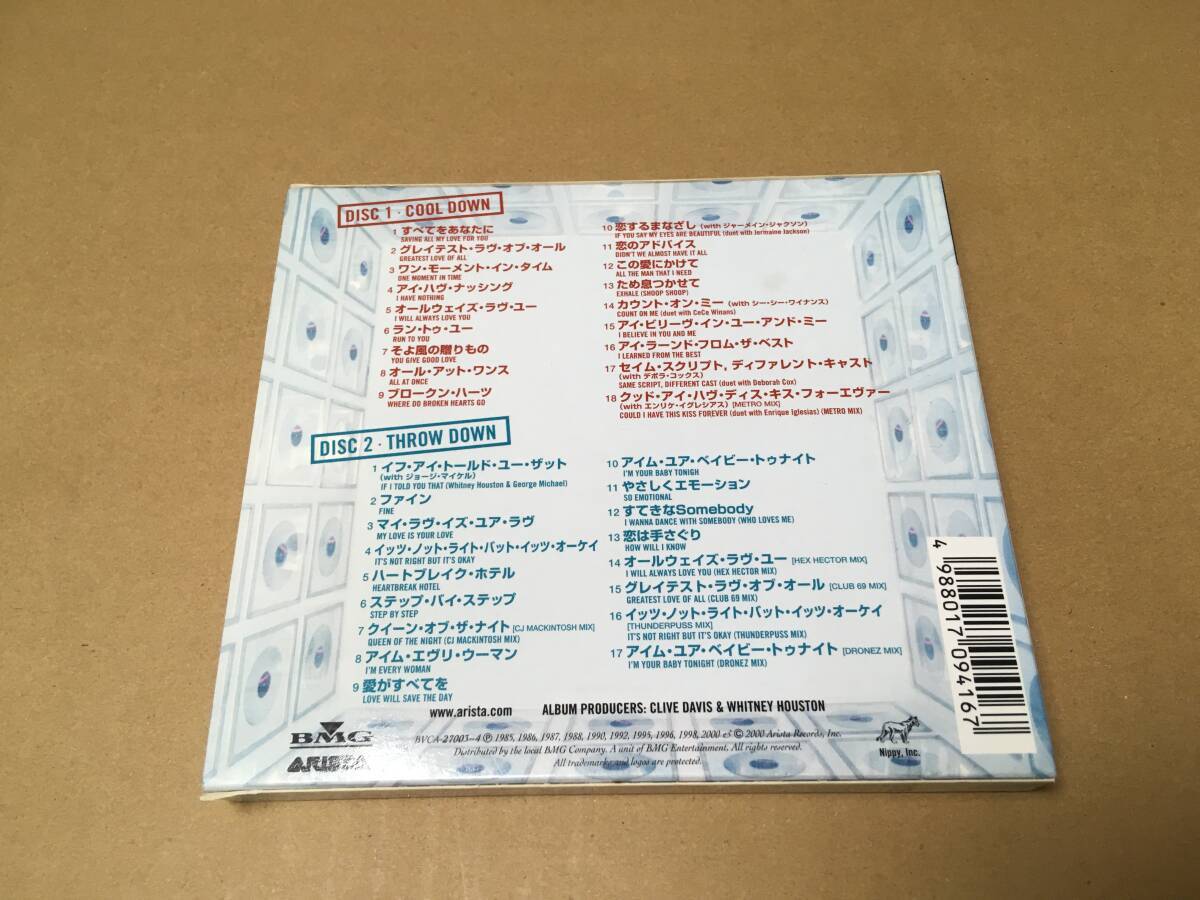 DISC 1・COOL DOWN
1 すべてをあなたに
SAVING ALL MY LOVE FOR YOU
2 グレイテスト・ラヴ・オブ・オール
GREATEST LOVE OF ALL
3 ワン・モーメント・イン・タイム
ONE MOMENT IN TIME
4 アイ・ハヴ・ナッシング
I HAVE NOTHING
5 オールウェイズ・ラヴ・ユー
I WILL ALWAYS LOVE YOU
6 ラン・トゥ・ユー
RUN TO YOU
7 そよ風の贈りもの
YOU GIVE GOOD LOVE
8 オール・アット・ワンス
ALL AT ONCE
9 ブロークン・ハーツ
WHERE DO BROKEN HEARTS GO
10 恋するまなざし (with ジャーメイン・ジャクソン)
IF YOU SAY MY EYES ARE BEAUTIFUL (duet with Jermaine Jackson)
11 恋のアドバイス
DIDN'T WE ALMOST HAVE IT ALL
12 この愛にかけて
ALL THE MAN THAT I NEED
13 ため息つかせて
EXHALE (SHOOP SHOOP)
14 カウント・オン・ミー (with シー・シー・ワイナンス)
COUNT ON ME (duet with CeCe Winans)
15 アイ・ビリーヴ・イン・ユー・アンド・ミー
I BELIEVE IN YOU AND ME
16 アイ・ラーンド・フロム・ザ・ベスト
I LEARNED FROM THE BEST
17 セイム・スクリプト, ディファレント・キャスト
(with デボラ・コックス)
SAME SCRIPT, DIFFERENT CAST (duet with Deborah Cox)
18 クッド・アイ・ハヴ・ディス・キス・フォーエヴァー
(with エンリケ・イグレシアス) [METRO MIX]
COULD I HAVE THIS KISS FOREVER (duet with Enrique Iglesias) (METRO MIX)
DISC 2・THROW DOWN
1 イフ・アイ・トールド・ユー・ザット
(with ジョージ・マイケル)
IF I TOLD YOU THAT (Whitney Houston & George Michael)
2 ファイン
FINE
3 マイ・ラヴ・イズ・ユア・ラヴ
MY LOVE IS YOUR LOVE
4 イッツ・ノット・ライト・バット・イッツ・オーケイ
IT'S NOT RIGHT BUT IT'S OKAY
5 ハートブレイク・ホテル
HEARTBREAK HOTEL
6 ステップ・バイ・ステップ
STEP BY STEP
7 クイーン・オブ・ザ・ナイト [CJ MACKINTOSH MIX]
QUEEN OF THE NIGHT (CJ MACKINTOSH MIX)
8 アイム・エヴリ・ウーマン
I'M EVERY WOMAN
9 愛がすべてを
LOVE WILL SAVE THE DAY
10 アイム・ユア・ベイビー・トゥナイト
I'M YOUR BABY TONIGH
11 やさしくエモーション
SO EMOTIONAL
12 すてきなSomebody
I WANNA DANCE WITH SOMEBODY (WHO LOVES ME)
13 恋は手さぐり
HOW WILL I KNOW
14 オールウェイズ・ラヴ・ユー [HEX HECTOR MIX]
I WILL ALWAYS LOVE YOU (HEX HECTOR MIX)
15 グレイテスト・ラヴ・オブ・オール [CLUB 69 MIX]
GREATEST LOVE OF ALL (CLUB 69 MIX)
16 イッツ・ノット・ライト・バット・イッツ・オーケイ
[THUNDERPUSS MIX]
IT'S NOT RIGHT BUT IT'S OKAY (THUNDERPUSS MIX)
17 アイム・ユア・ベイビー・トゥナイト [DRONEZ MIX]
I'M YOUR BABY TONIGHT (DRONEZ MIX)
4 988017 094167
www.arista.com ALBUM PRODUCERS: CLIVE DAVIS & WHITNEY HOUSTON
BMG
ARISTA
BVCA-27003~4 ℗ 1985, 1986, 1987, 1988, 1990, 1992, 1995, 1996, 1998, 2000 © 2000 Arista Records, Inc.
Distributed by the local BMG Company. A unit of BMG Entertainment. All rights reserved.
All trademarks and logos are protected.
Nippy, Inc.